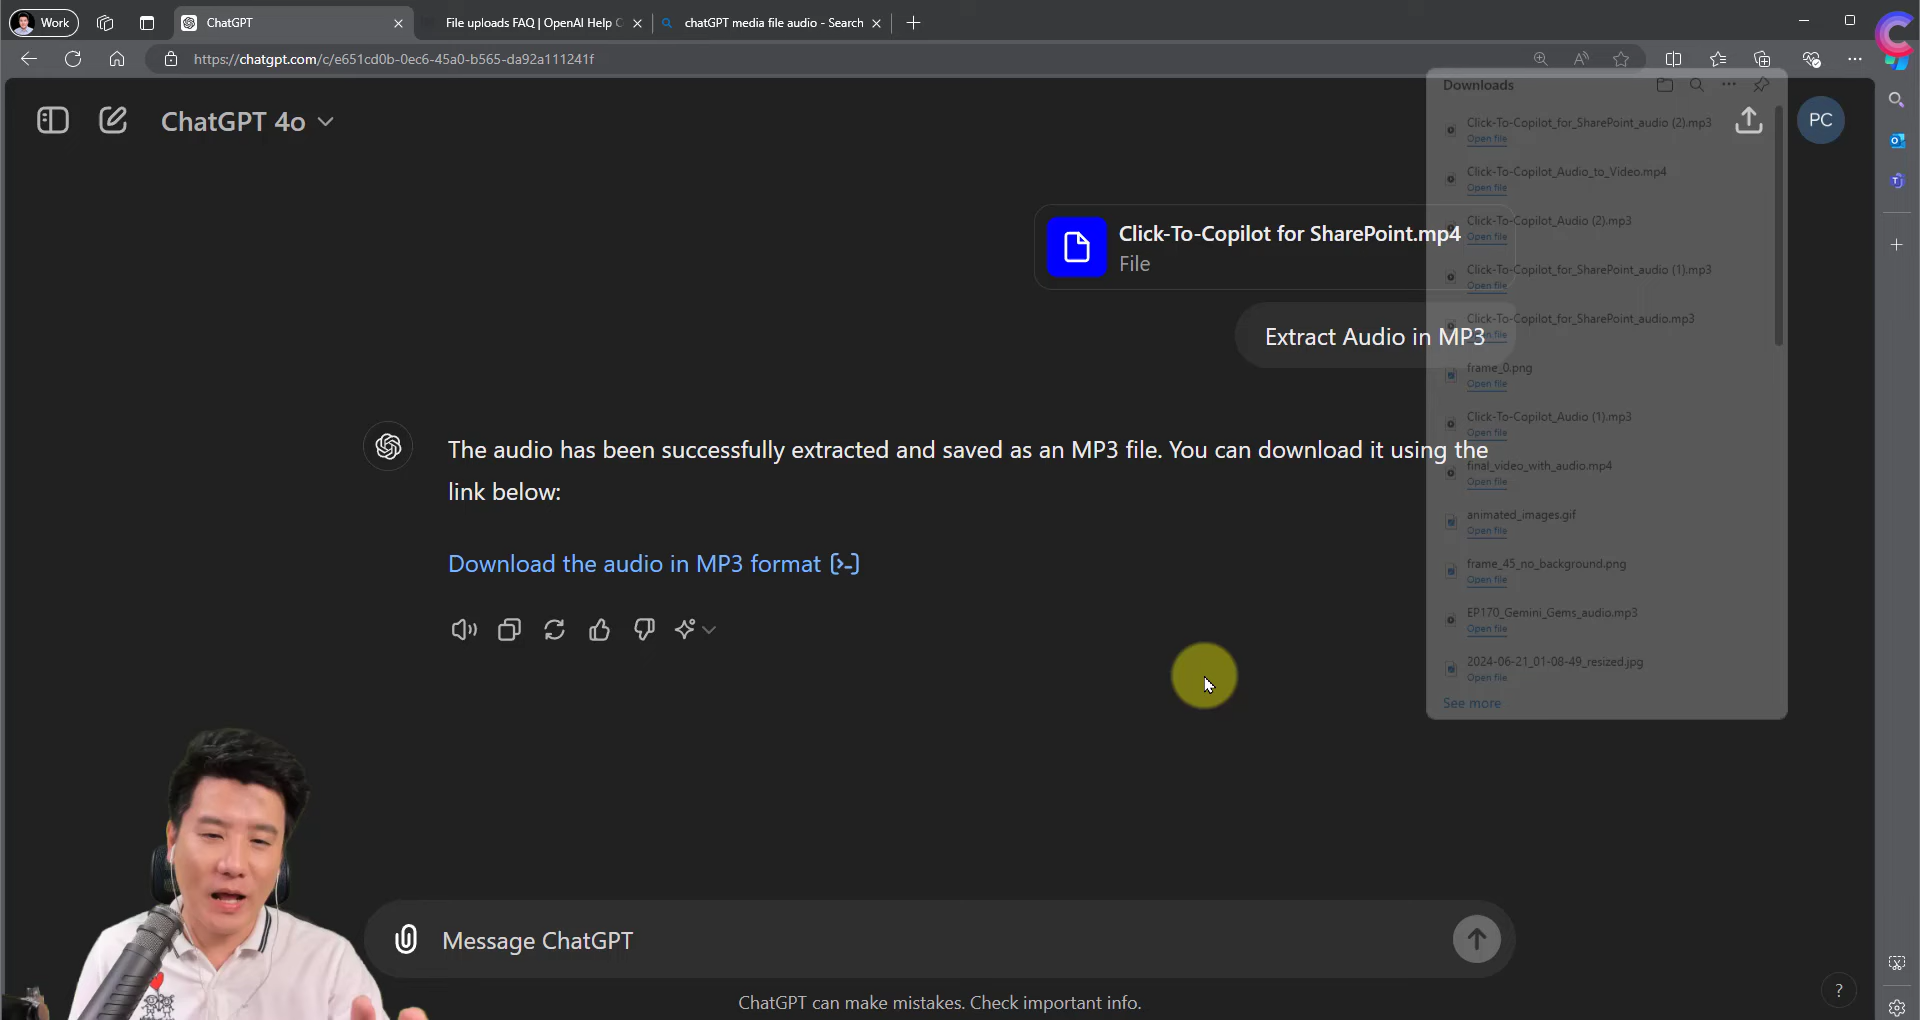 Work
ChatGPT
File uploads FAQ | OpenAI Help C
chatGPT media file audio - Search
https://chatgpt.com/c/e651cd0b-0ec6-45a0-b565-da92a111241f
ChatGPT 4o
PC
Downloads
Click-To-Copilot_for_SharePoint_audio (2).mp3
Open file
Click-To-Copilot_Audio_to_Video.mp4
Open file
Click-To-Copilot_Audio (2).mp3
Open file
Click-To-Copilot_for_SharePoint_audio (1).mp3
Open file
Click-To-Copilot_for_SharePoint_audio.mp3
Open file
frame_0.png
Open file
Click-To-Copilot_Audio (1).mp3
Open file
final_video_with_audio.mp4
Open file
animated_images.gif
Open file
frame_45_no_background.png
Open file
EP170_Gemini_Gems_audio.mp3
Open file
2024-06-21_01-08-49_resized.jpg
Open file
See more
Click-To-Copilot for SharePoint.mp4
File
Extract Audio in MP3
The audio has been successfully extracted and saved as an MP3 file. You can download it using the
link below:
Download the audio in MP3 format [>-]
Message ChatGPT
ChatGPT can make mistakes. Check important info.
?